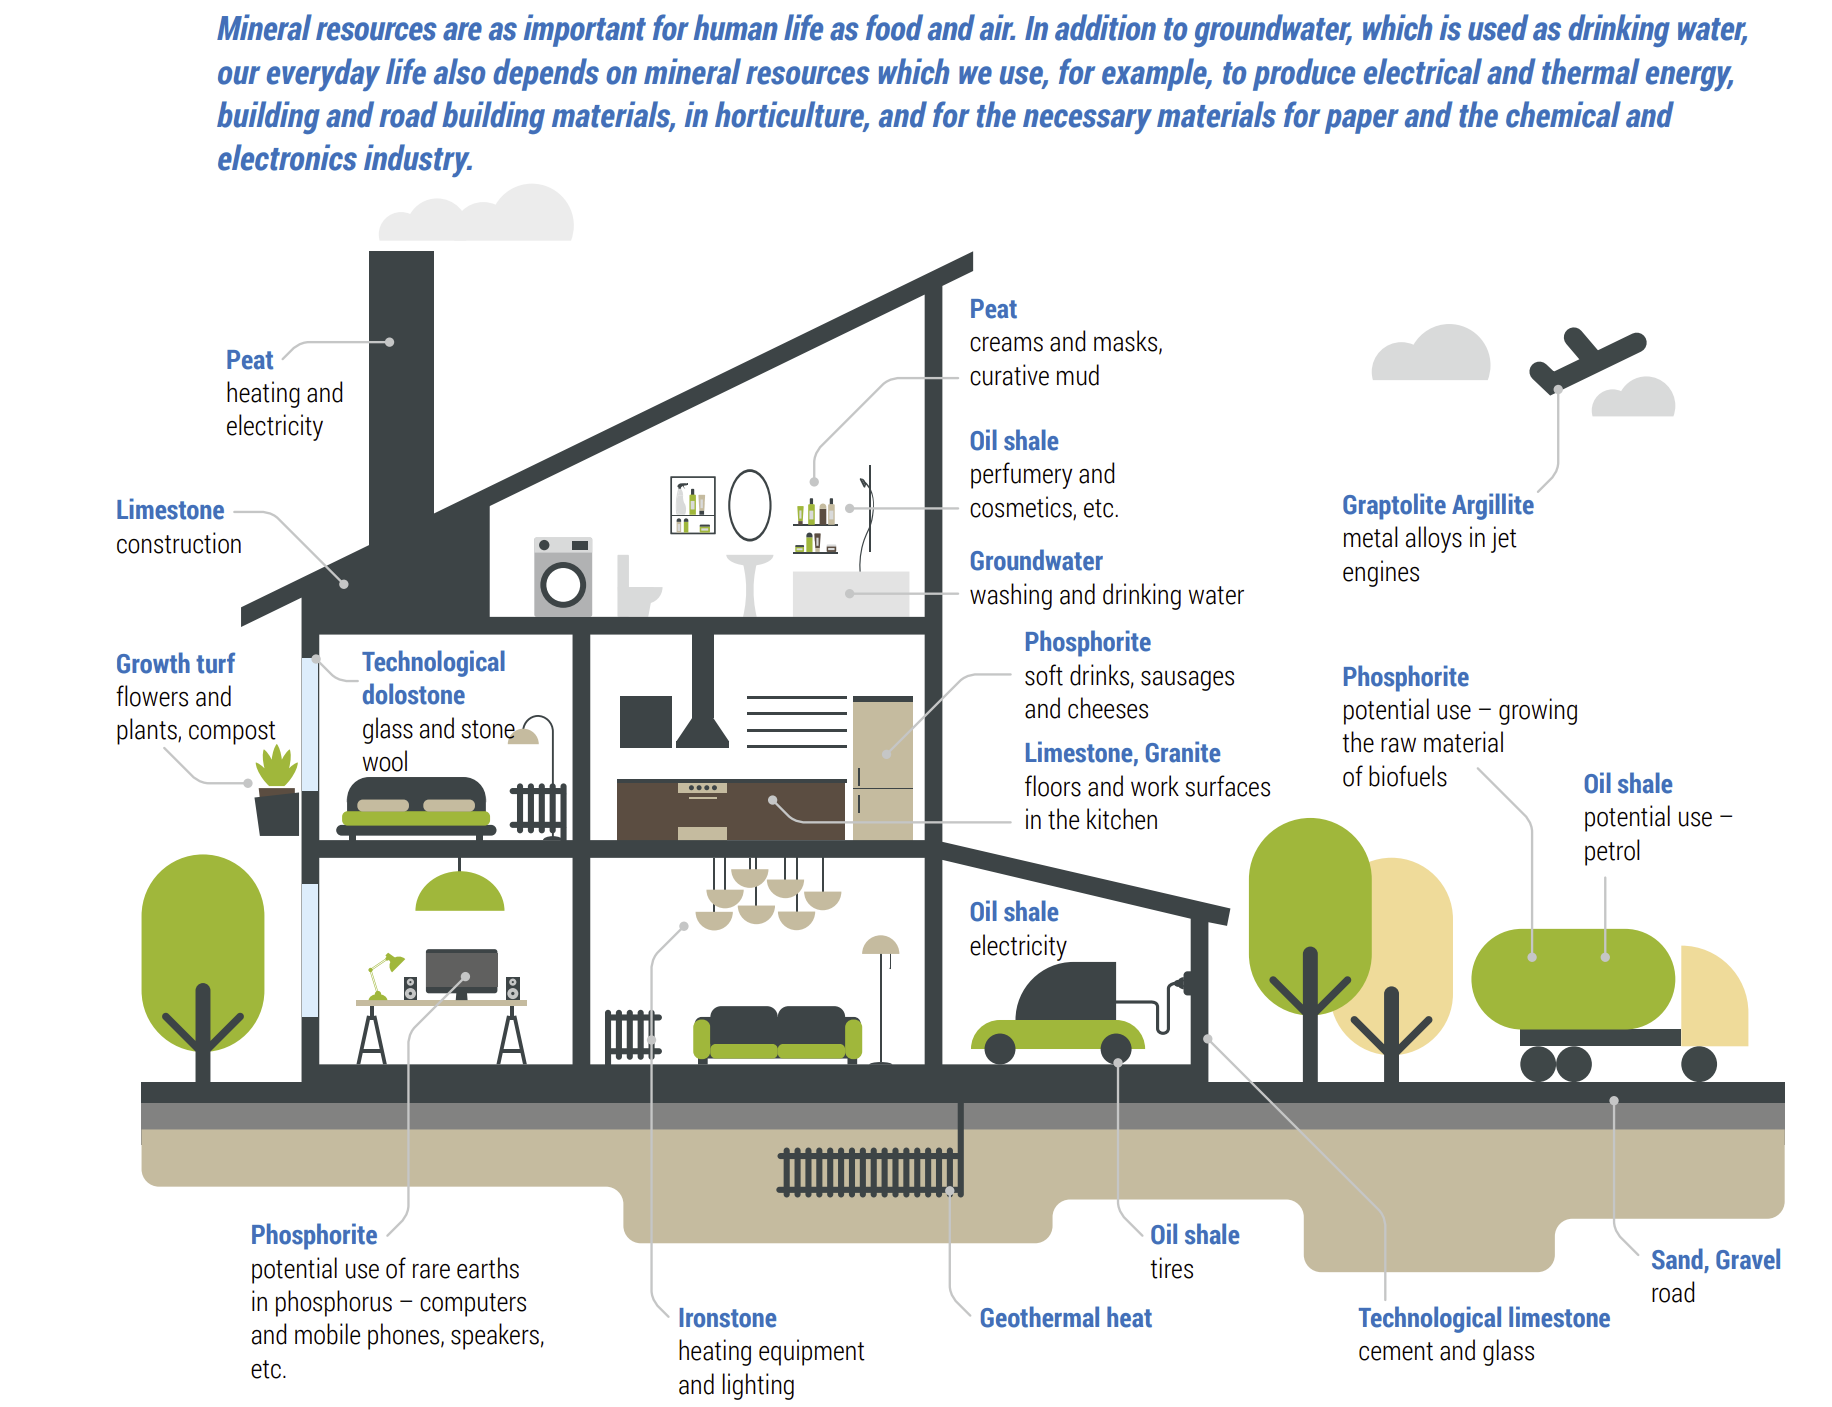 Mineral resources are as important for human life as food and air. In addition to groundwater, which is used as drinking water,
our everyday life also depends on mineral resources which we use, for example, to produce electrical and thermal energy,
building and road building materials, in horticulture, and for the necessary materials for paper and the chemical and
electronics industry.
Peat
heating and
electricity
Limestone
construction
Growth turf
flowers and
plants, compost
Technological
dolostone
glass and stone
wool
Peat
creams and masks,
curative mud
Oil shale
perfumery and
cosmetics, etc.
Groundwater
washing and drinking water
Phosphorite
soft drinks, sausages
and cheeses
Limestone, Granite
floors and work surfaces
in the kitchen
Graptolite Argillite
metal alloys in jet
engines
Phosphorite
potential use – growing
the raw material
of biofuels
Oil shale
potential use –
petrol
Oil shale
electricity
Phosphorite
potential use of rare earths
in phosphorus – computers
and mobile phones, speakers,
etc.
Ironstone
heating equipment
and lighting
Geothermal heat
Oil shale
tires
Technological limestone
cement and glass
Sand, Gravel
road